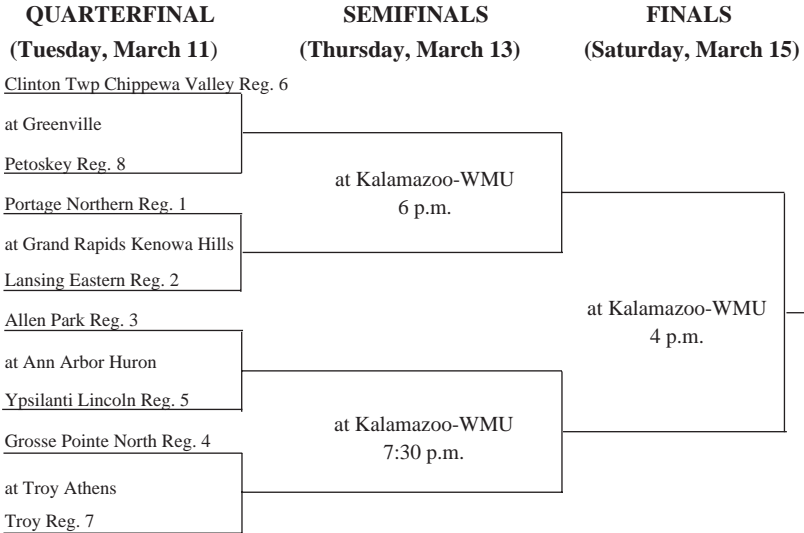 QUARTERFINAL
(Tuesday, March 11)
SEMIFINALS
(Thursday, March 13)
FINALS
(Saturday, March 15)
Clinton Twp Chippewa Valley Reg. 6
at Greenville
Petoskey Reg. 8
Portage Northern Reg. 1
at Grand Rapids Kenowa Hills
Lansing Eastern Reg. 2
Allen Park Reg. 3
at Ann Arbor Huron
Ypsilanti Lincoln Reg. 5
Grosse Pointe North Reg. 4
at Troy Athens
Troy Reg. 7
at Kalamazoo-WMU
6 p.m.
at Kalamazoo-WMU
7:30 p.m.
at Kalamazoo-WMU
4 p.m.